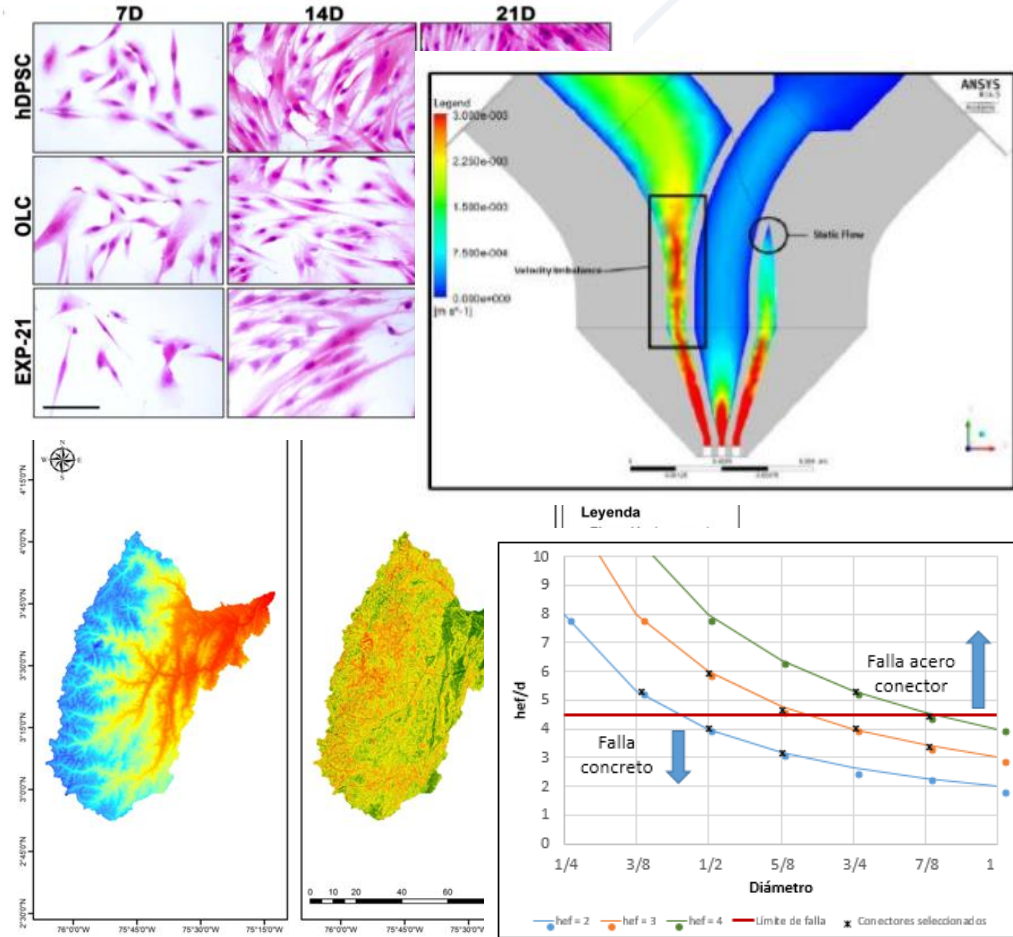 7D 14D 21D
hDPSC
OLC
EXP-21
ANSYS
Legend
3.000e-003
2.250e-003
1.500e-003
7.500e-004
0.000e+000
[m s^-1]
Velocity Imbalance
Static Flow
N
W E
S
4°15'0"N
4°0'0"N
3°45'0"N
3°30'0"N
3°15'0"N
3°0'0"N
2°45'0"N
2°30'0"N
76°0'0"W 75°45'0"W 75°30'0"W 75°15'0"W
0 10 20 40 60
76°0'0"W 75°45'0"W 75°30'0"W
Leyenda
hef/d
10
9
8
7
6
5
4
3
2
1
0
Falla acero
conector
Falla
concreto
1/4 3/8 1/2 5/8 3/4 7/8 1
Diámetro
hef = 2 hef = 3 hef = 4 Límite de falla Conectores seleccionados